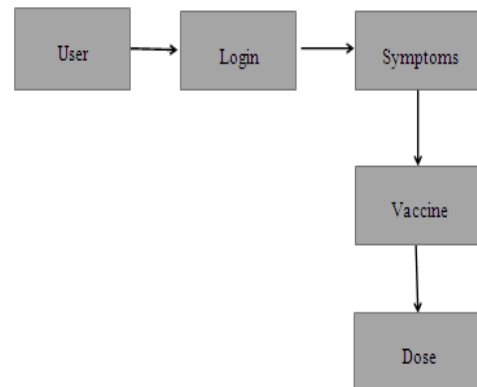 User
Login
Symptoms
Vaccine
Dose